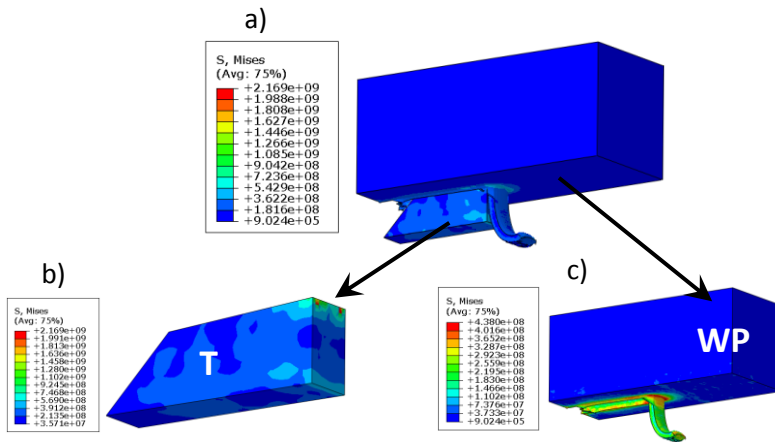 a)
S, Mises
(Avg: 75%)
+2.169e+09
+1.988e+09
+1.808e+09
+1.627e+09
+1.446e+09
+1.266e+09
+1.085e+09
+9.042e+08
+7.236e+08
+5.429e+08
+3.622e+08
+1.816e+08
+9.024e+05
b)
S, Mises
(Avg: 75%)
+2.169e+09
+1.991e+09
+1.813e+09
+1.636e+09
+1.458e+09
+1.280e+09
+1.102e+09
+9.245e+08
+7.468e+08
+5.690e+08
+3.912e+08
+2.135e+08
+3.571e+07
T
c)
S, Mises
(Avg: 75%)
+4.380e+08
+4.016e+08
+3.652e+08
+3.287e+08
+2.923e+08
+2.559e+08
+2.195e+08
+1.830e+08
+1.466e+08
+1.102e+08
+7.376e+07
+3.733e+07
+9.024e+05
WP